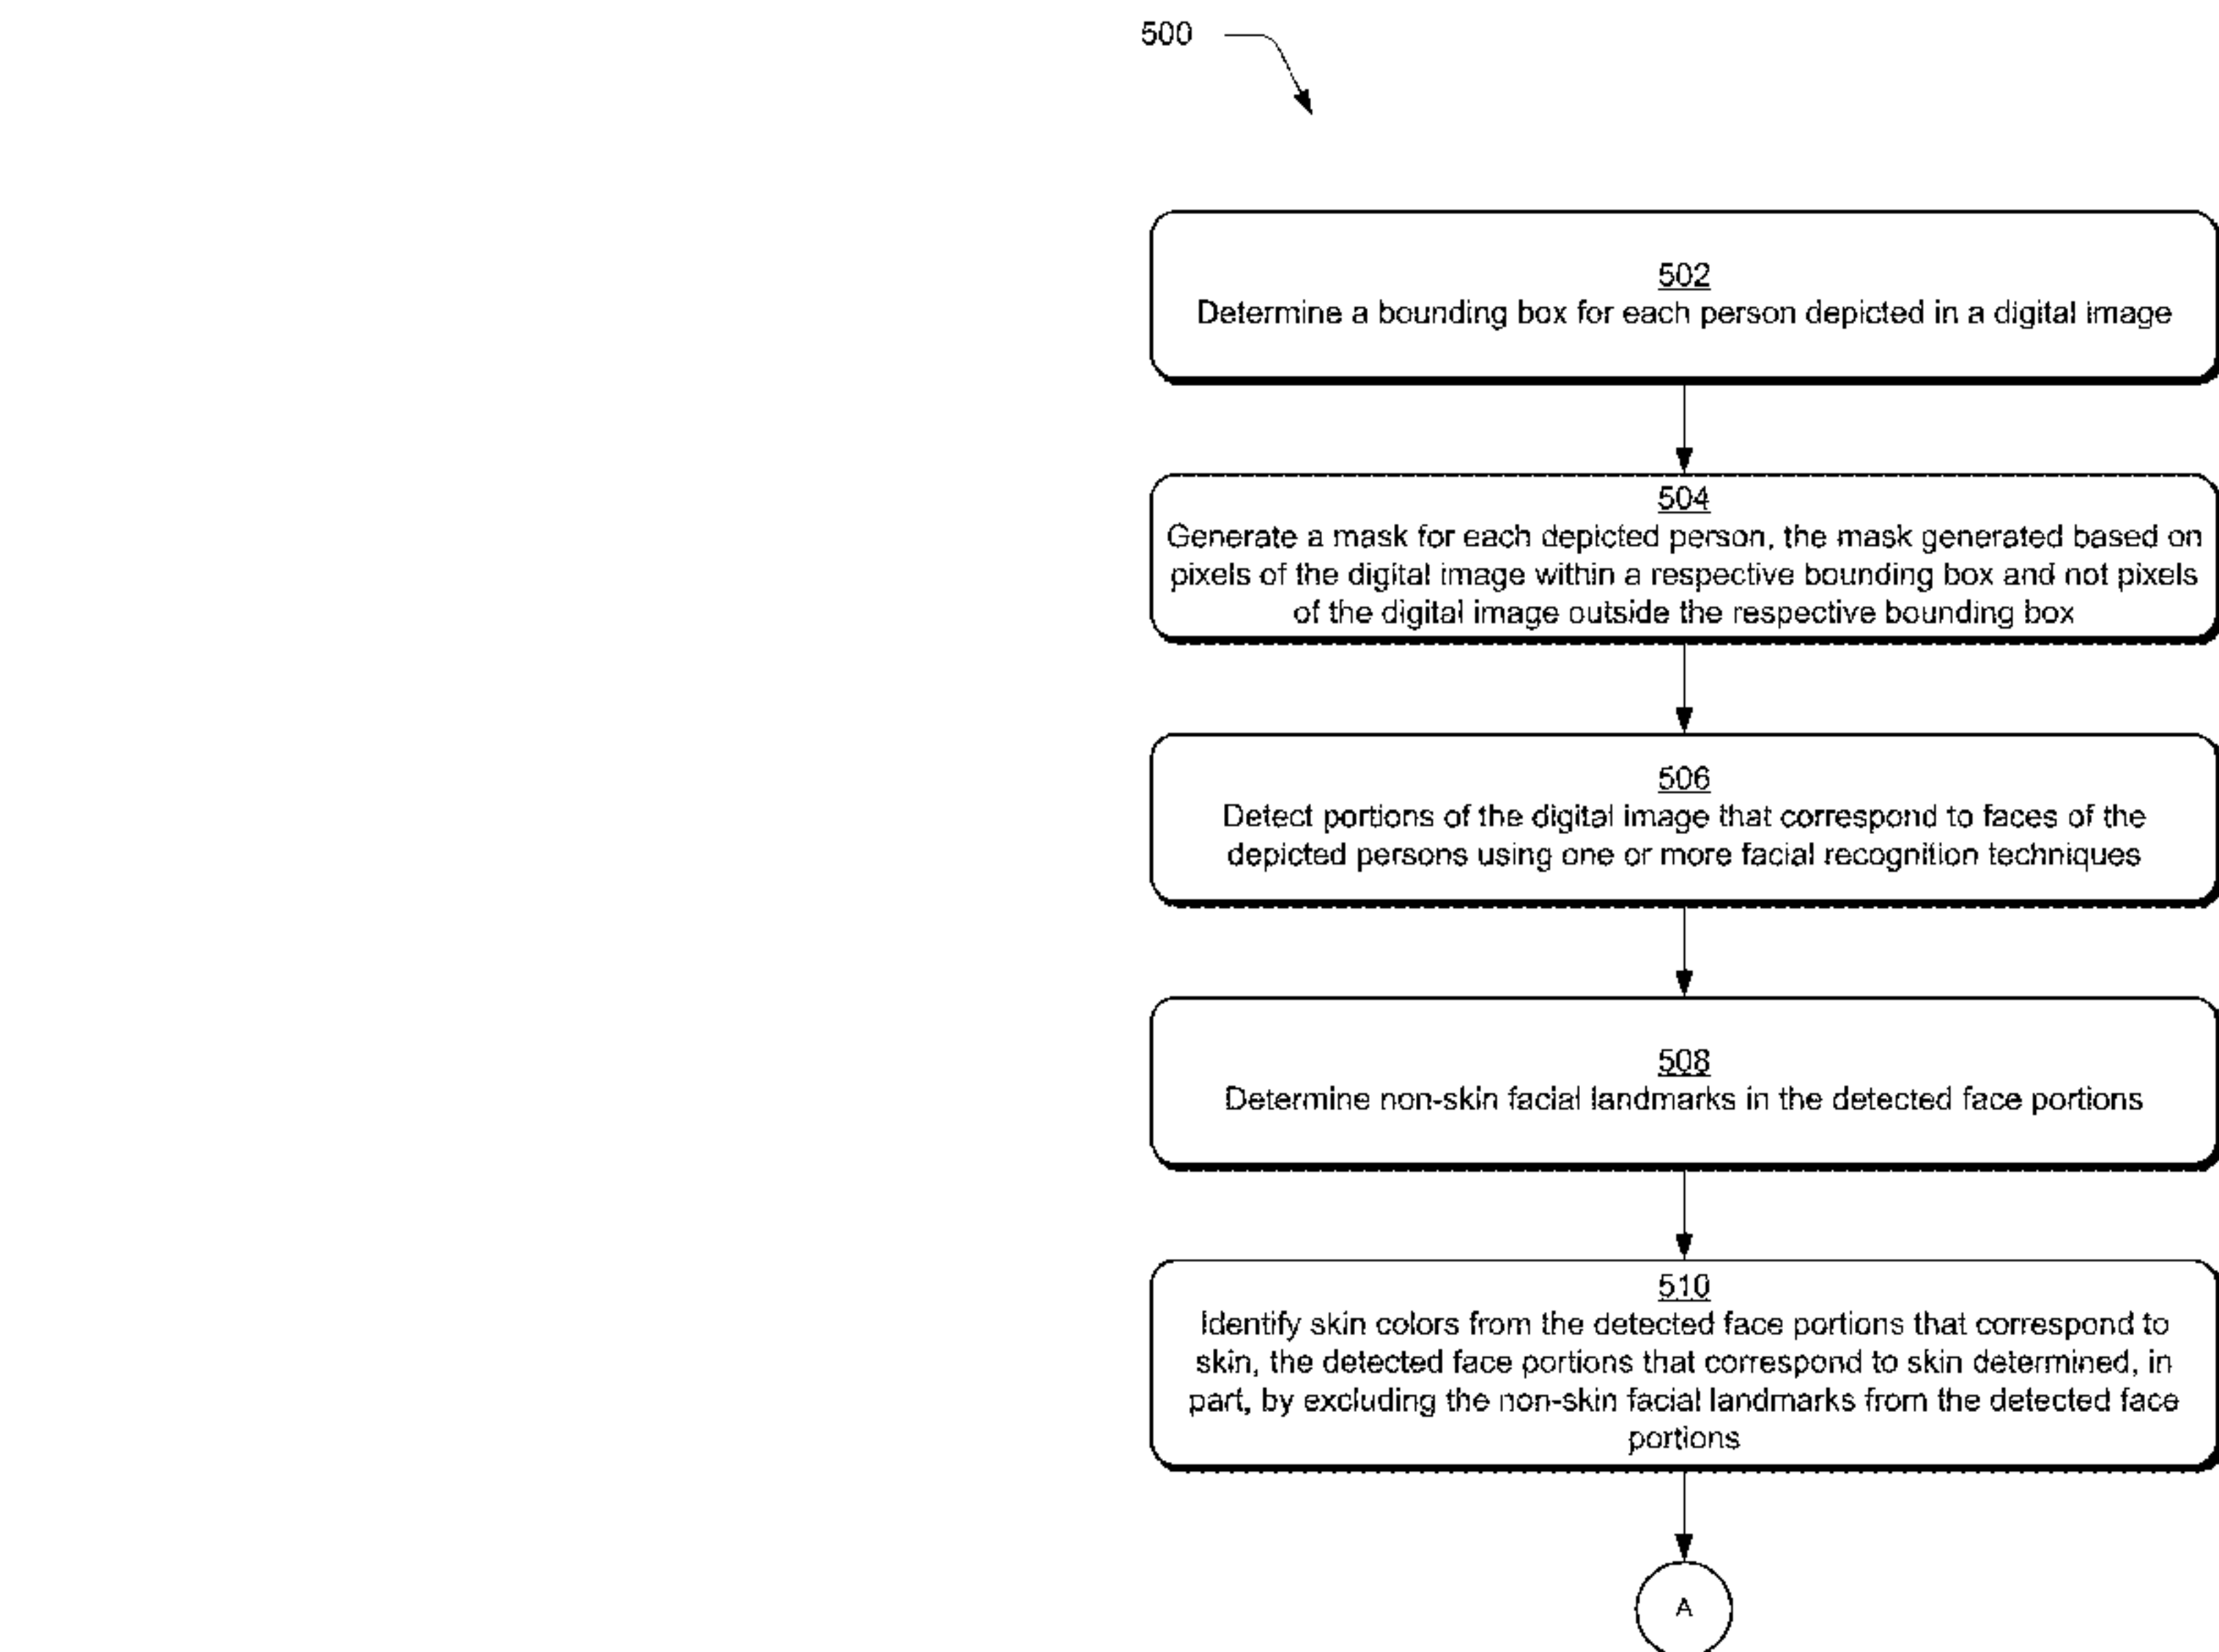 500
502
Determine a bounding box for each person depicted in a digital image
504
Generate a mask for each depicted person, the mask generated based on
pixels of the digital image within a respective bounding box and not pixels
of the digital image outside the respective bounding box
506
Detect portions of the digital image that correspond to faces of the
depicted persons using one or more facial recognition techniques
508
Determine non-skin facial landmarks in the detected face portions
510
Identify skin colors from the detected face portions that correspond to
skin, the detected face portions that correspond to skin determined, in
part, by excluding the non-skin facial landmarks from the detected face
portions
A